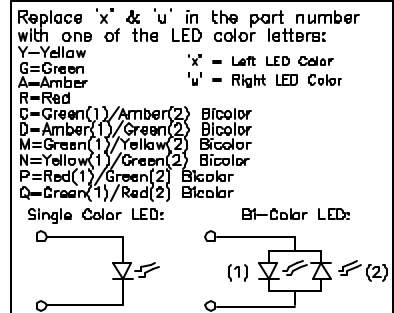 Replace 'x' & 'u' in the part number
with one of the LED color letters:
Y-Yellow
G=Green
A=Amber
R=Red
'x' = Left LED Color
'u' = Right LED Color
C=Green(1)/Amber(2) Bicolor
D=Amber(1)/Green(2) Bicolor
M=Green(1)/Yellow(2) Bicolor
N=Yellow(1)/Green(2) Bicolor
P=Red(1)/Green(2) Bicolor
Q=Green(1)/Red(2) Bicolor
Single Color LED:
Bi-Color LED:
(1)
(2)